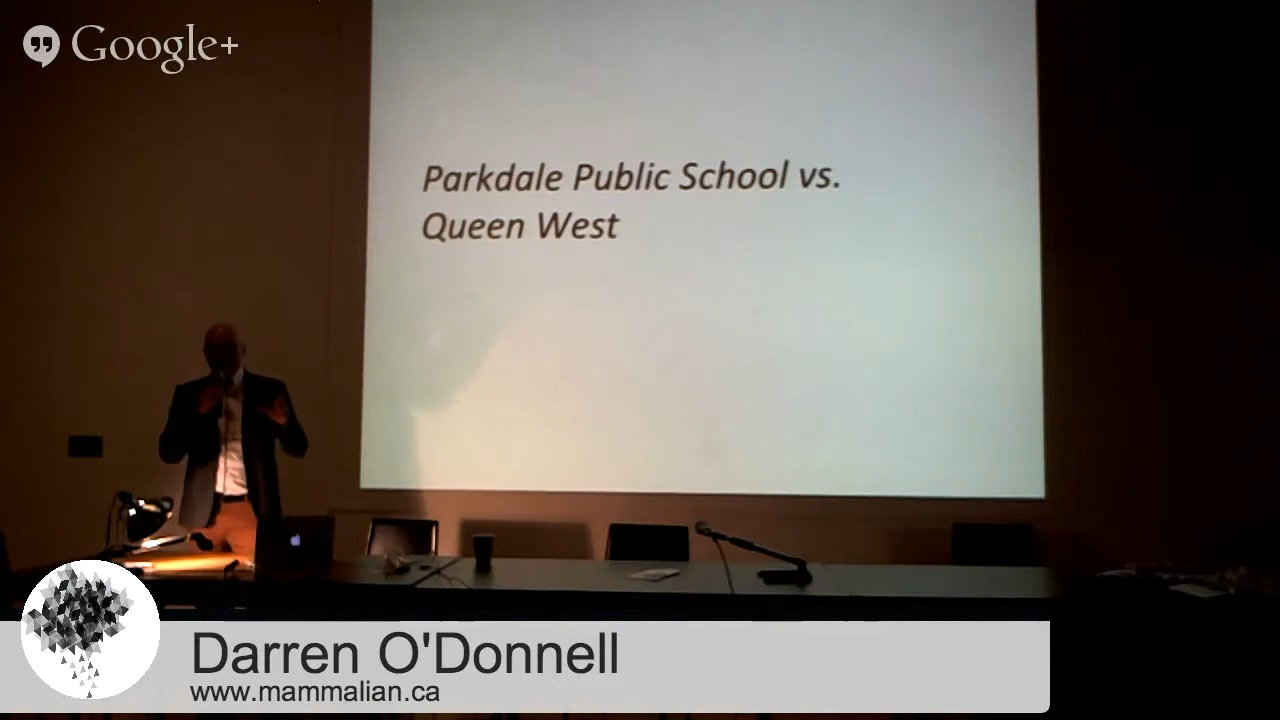 Google+
Parkdale Public School vs.
Queen West
Darren O'Donnell
www.mammalian.ca